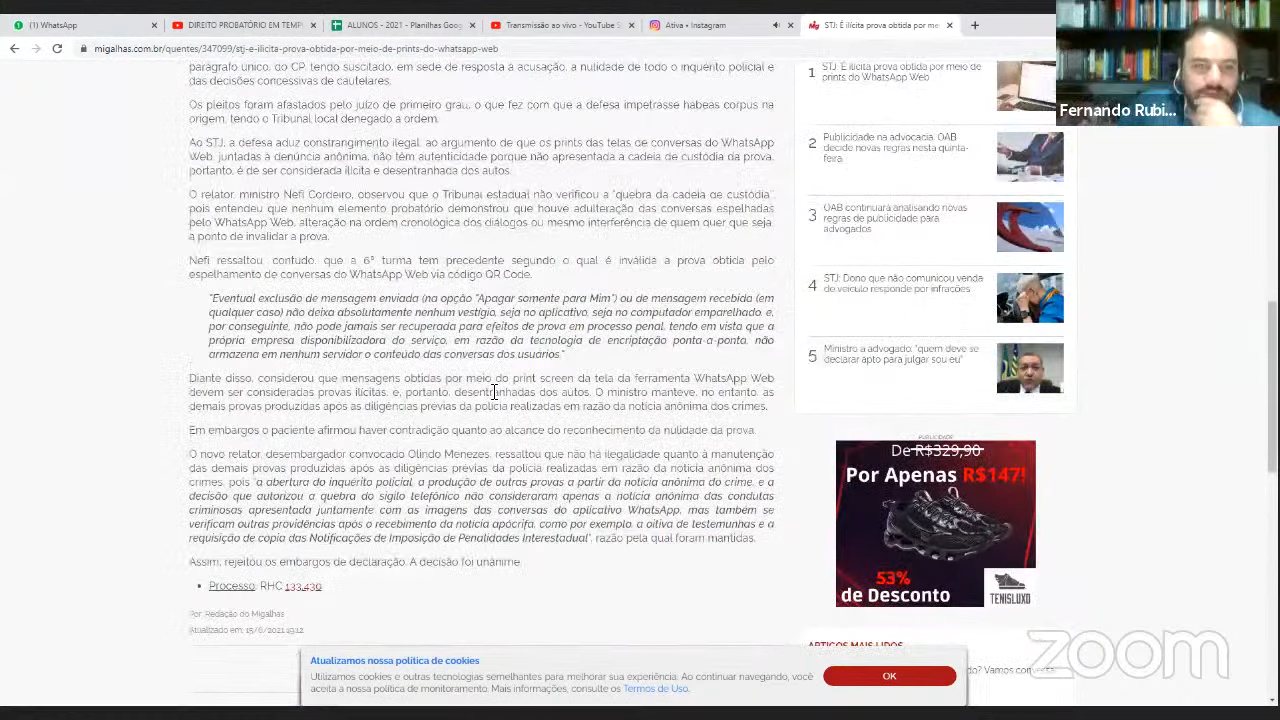 (1) WhatsApp
DIREITO PROBATÓRIO EM TEMP
ALUNOS - 2021 - Planilhas Goog
Transmissão ao vivo - YouTube S
Ativa • Instagram
STJ: É ilícita prova obtida por me
migalhas.com.br/quentes/347099/stj-e-ilicita-prova-obtida-por-meio-de-prints-do-whatsapp-web
parágrafo único, do CP tendo suscitado, em sede de resposta à acusação, a nulidade de todo o inquérito policial e
das decisões concessivas de cautelares.
Os pleitos foram afastados pelo juízo de primeiro grau, o que fez com que a defesa impetrasse habeas corpus na
origem, tendo o Tribunal local denegado a ordem.
Ao STJ, a defesa aduz constrangimento ilegal, ao argumento de que os prints das telas de conversas do WhatsApp
Web, juntadas à denúncia anônima, não têm autenticidade porque não apresentada a cadeia de custódia da prova,
portanto, é de ser considerada ilícita e desentranhada dos autos.
O relator, ministro Nefi Cordeiro, observou que o Tribunal estadual não verificou a "quebra da cadeia de custódia",
pois entendeu que nenhum elemento probatório demonstrou que houve adulteração das conversas espelhadas
pelo WhatsApp Web, alteração na ordem cronológica dos diálogos ou mesmo interferência de quem quer que seja,
a ponto de invalidar a prova.
Nefi ressaltou, contudo, que a 6ª turma tem precedente segundo o qual é inválida a prova obtida pelo
espelhamento de conversas do WhatsApp Web via código QR Code.
"Eventual exclusão de mensagem enviada (na opção "Apagar somente para Mim") ou de mensagem recebida (em
qualquer caso) não deixa absolutamente nenhum vestígio, seja no aplicativo, seja no computador emparelhado, e,
por conseguinte, não pode jamais ser recuperada para efeitos de prova em processo penal, tendo em vista que a
própria empresa disponibilizadora do serviço, em razão da tecnologia de encriptação ponta-a-ponta, não
armazena em nenhum servidor o conteúdo das conversas dos usuários"
Diante disso, considerou que mensagens obtidas por meio do print screen da tela da ferramenta WhatsApp Web
devem ser consideradas provas ilícitas, e, portanto, desentranhadas dos autos. O ministro manteve, no entanto, as
demais provas produzidas após as diligências prévias da polícia realizadas em razão da notícia anônima dos crimes.
Em embargos o paciente afirmou haver contradição quanto ao alcance do reconhecimento da nulidade da prova.
O novo relator, desembargador convocado Olindo Menezes, ressaltou que não há ilegalidade quanto à manutenção
das demais provas produzidas após as diligências prévias da polícia realizadas em razão da notícia anônima dos
crimes, pois "a abertura do inquérito policial, a produção de outras provas a partir da notícia anônima do crime, e a
decisão que autorizou a quebra do sigilo telefônico não consideraram apenas a notícia anônima das condutas
criminosas apresentada juntamente com as imagens das conversas do aplicativo WhatsApp, mas também se
verificam outras providências após o recebimento da notícia apócrifa, como por exemplo, a oitiva de testemunhas e a
requisição de cópia das Notificações de Imposição de Penalidades Interestadual", razão pela qual foram mantidas.
Assim, rejeitou os embargos de declaração. A decisão foi unânime.
• Processo: RHC 133.430
Por: Redação do Migalhas
Atualizado em: 15/6/2021 19:12
1 STJ: É ilícita prova obtida por meio
de prints do WhatsApp Web
2 Publicidade na advocacia: OAB
decide novas regras nesta quinta-
feira
3 OAB continuará analisando novas
regras de publicidade para
advogados
4 STJ: Dono que não comunicou venda
de veículo responde por infrações
5 Ministro a advogado: "quem deve se
declarar apto para julgar sou eu"
PUBLICIDADE
De R$329,90
Por Apenas R$147!
53%
de Desconto
TENISLUXO
ARTIGOS MAIS LIDOS
do? Vamos conversa
Atualizamos nossa política de cookies
cookies e outras tecnologias semelhantes para melhorar sua experiência. Ao continuar navegando, você
aceita a nossa política de monitoramento. Mais informações, consulte os Termos de Uso.
OK
Fernando Rubi...
zoom